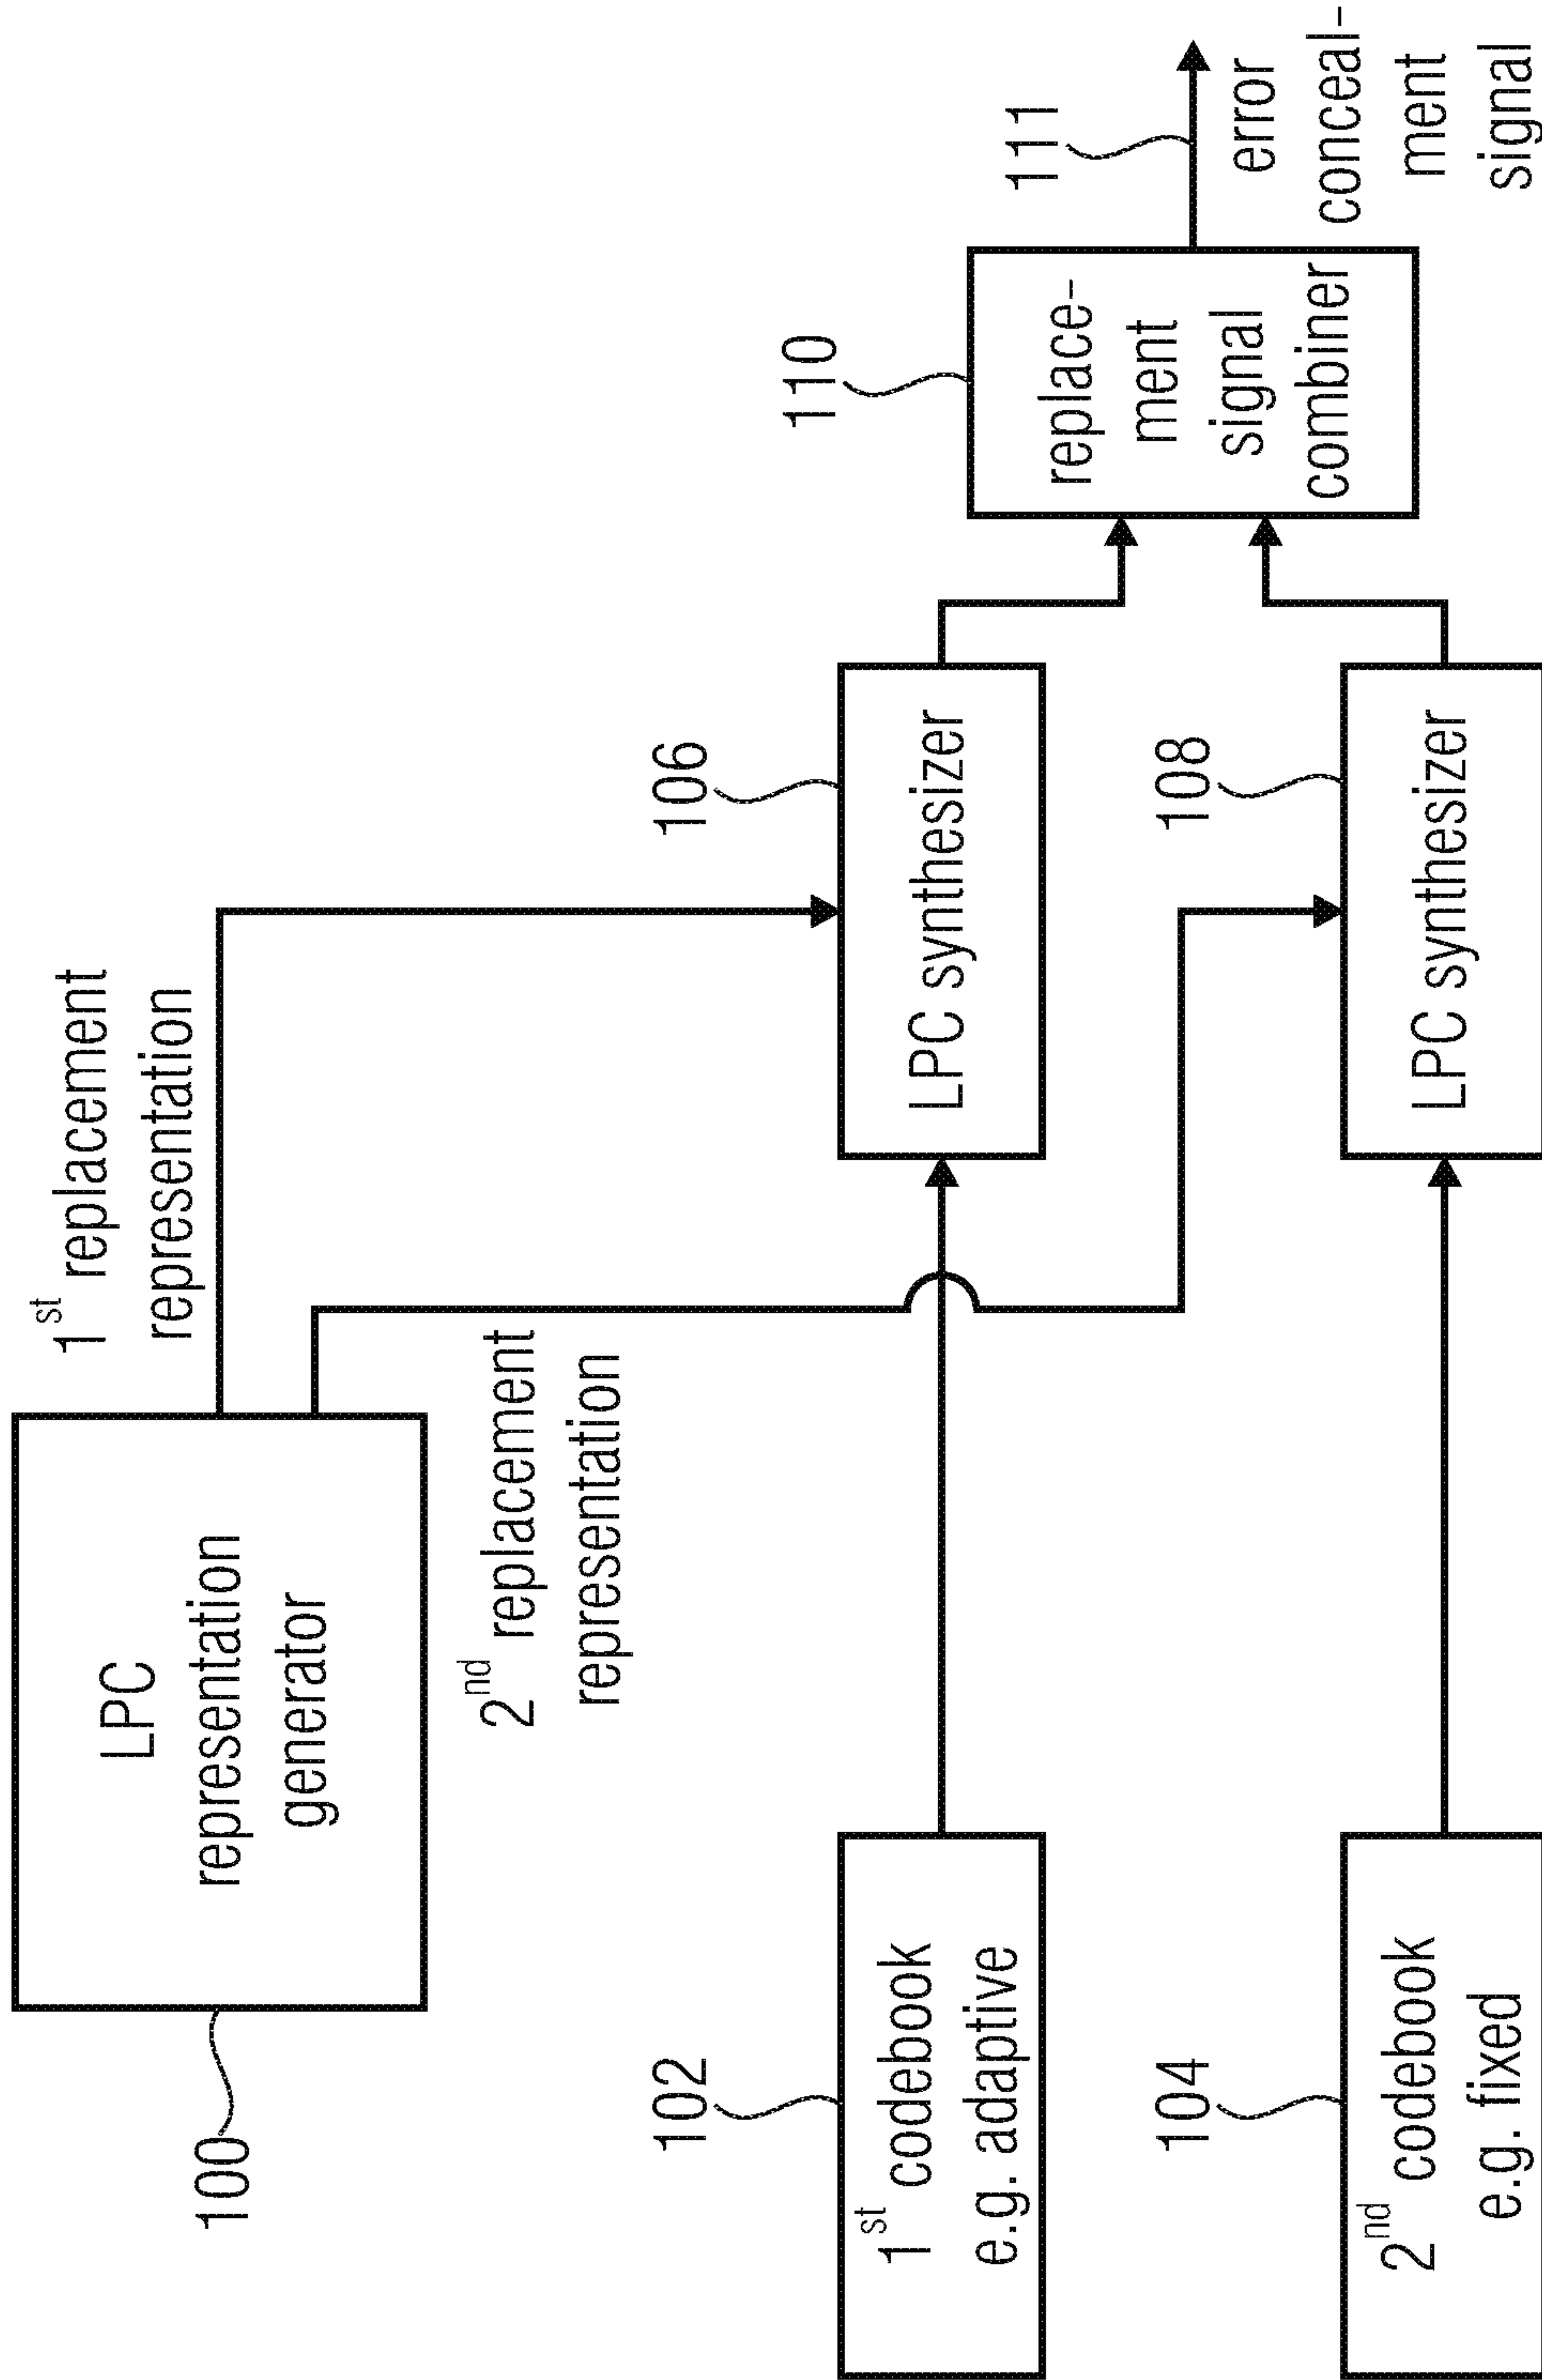 LPC
representation
generator
100
1st replacement
representation
2nd replacement
representation
102
1st codebook
e.g. adaptive
106
LPC synthesizer
104
2nd codebook
e.g. fixed
108
LPC synthesizer
110
replace-
ment
signal
combiner
111
error
conceal-
ment
signal